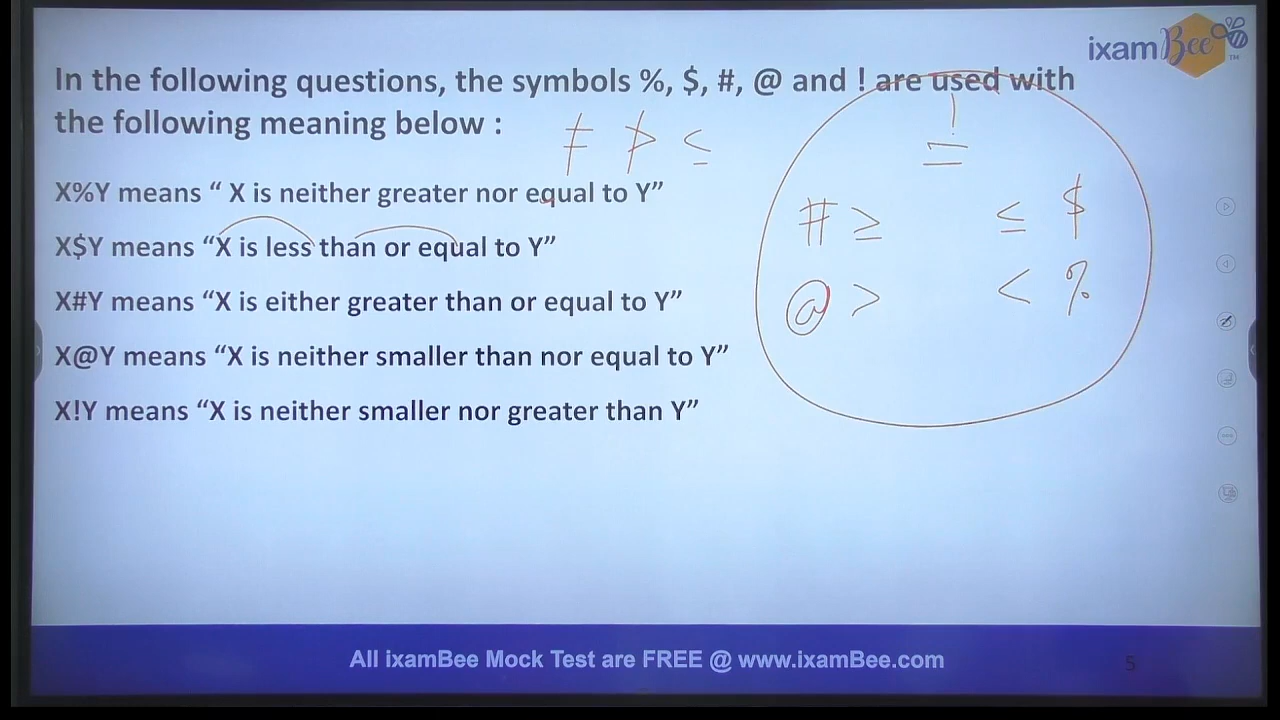 ixamBee™
In the following questions, the symbols %, $, #, @ and ! are used with
the following meaning below :
≠ ≯ ≤
!
=
# ≥ ≤ $
@ > < %
X%Y means “ X is neither greater nor equal to Y”
X$Y means “X is less than or equal to Y”
X#Y means “X is either greater than or equal to Y”
X@Y means “X is neither smaller than nor equal to Y”
X!Y means “X is neither smaller nor greater than Y”
All ixamBee Mock Test are FREE @ www.ixamBee.com
5